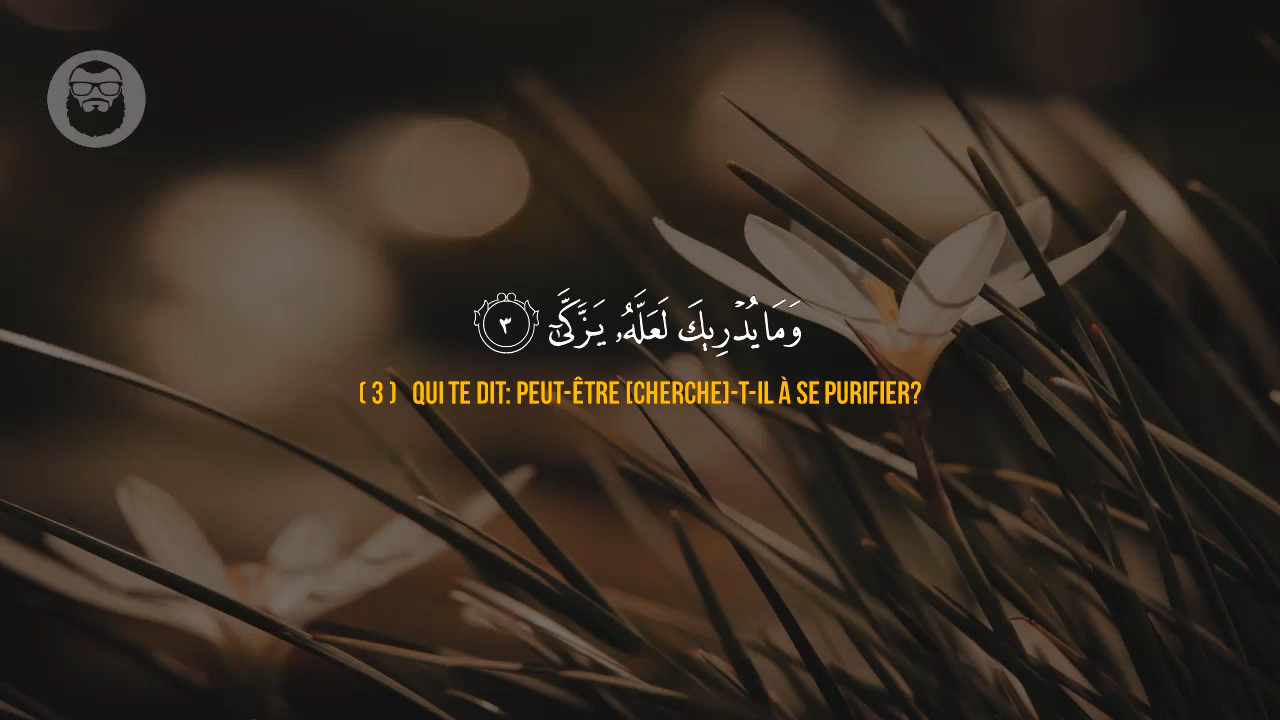 وَمَا يُدْرِيكَ لَعَلَّهُۥ يَزَّكَّىٰٓ ٣
( 3 ) QUI TE DIT: PEUT-ÊTRE [CHERCHE]-T-IL À SE PURIFIER?